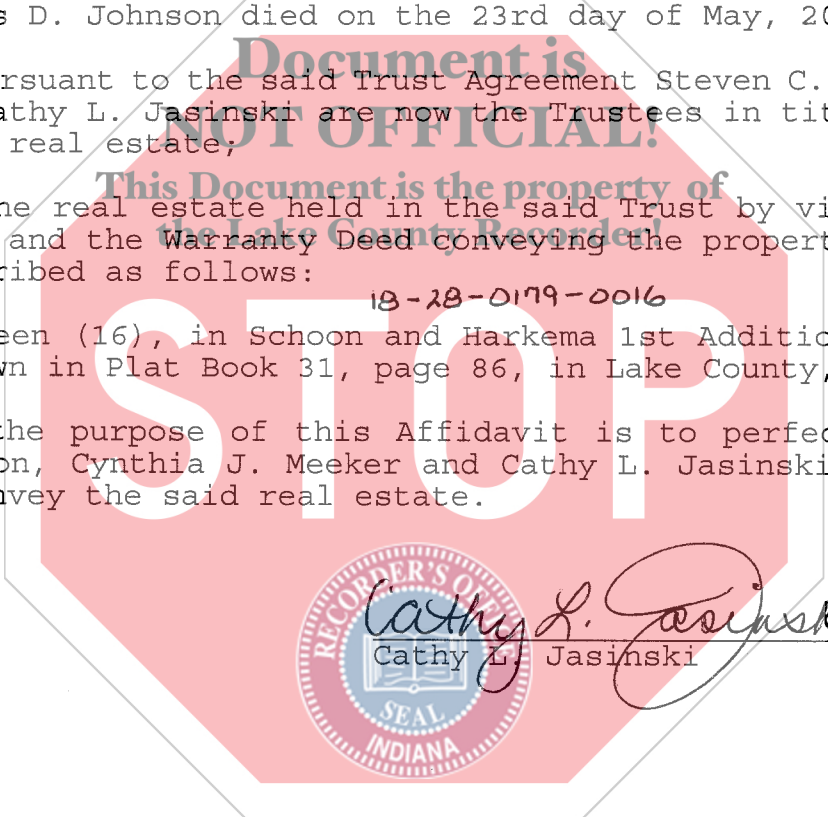 s D. Johnson died on the 23rd day of May, 20
Document is
rsuant to the said Trust Agreement Steven C.
athy L. Jasinski are now the Trustees in tit
NOT OFFICIAL!
real estate;
This Document is the property of
he real estate held in the said Trust by vi
the Lake County Recorder!
and the Warranty Deed conveying the propert
ribed as follows:
18-28-0179-0016
een (16), in Schoon and Harkema 1st Additio
wn in Plat Book 31, page 86, in Lake County,
STOP
the purpose of this Affidavit is to perfec
on, Cynthia J. Meeker and Cathy L. Jasinski
nvey the said real estate.
RECORDER'S OFFICE
Cathy L. Jasinsk
Cathy L. Jasinski
SEAL
INDIANA